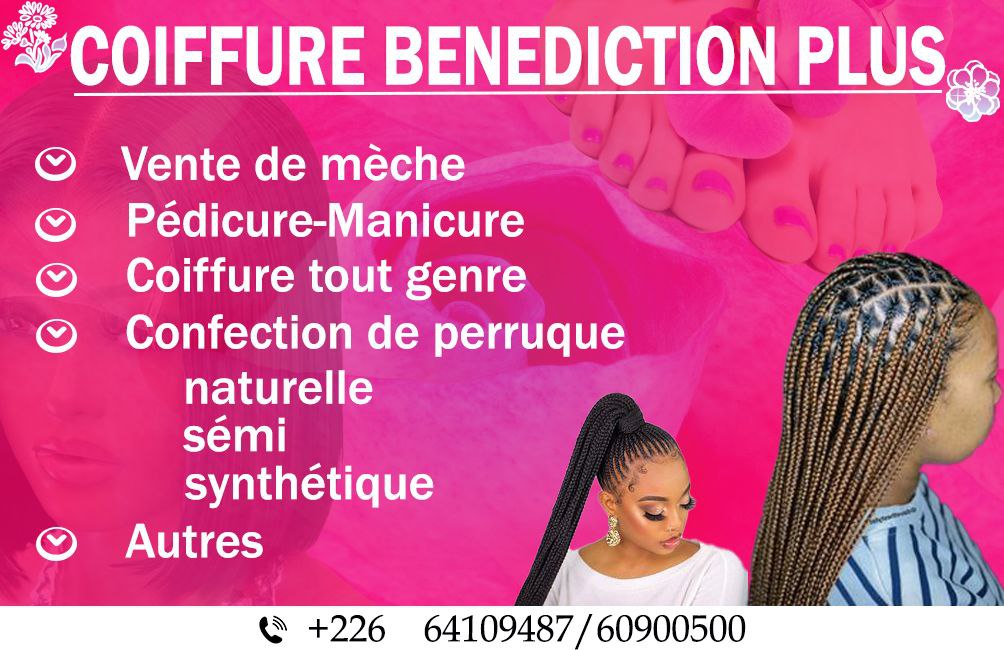 COIFFURE BENEDICTION PLUS
Vente de mèche
Pédicure-Manicure
Coiffure tout genre
Confection de perruque
naturelle
sémi
synthétique
Autres
+226 64109487/60900500